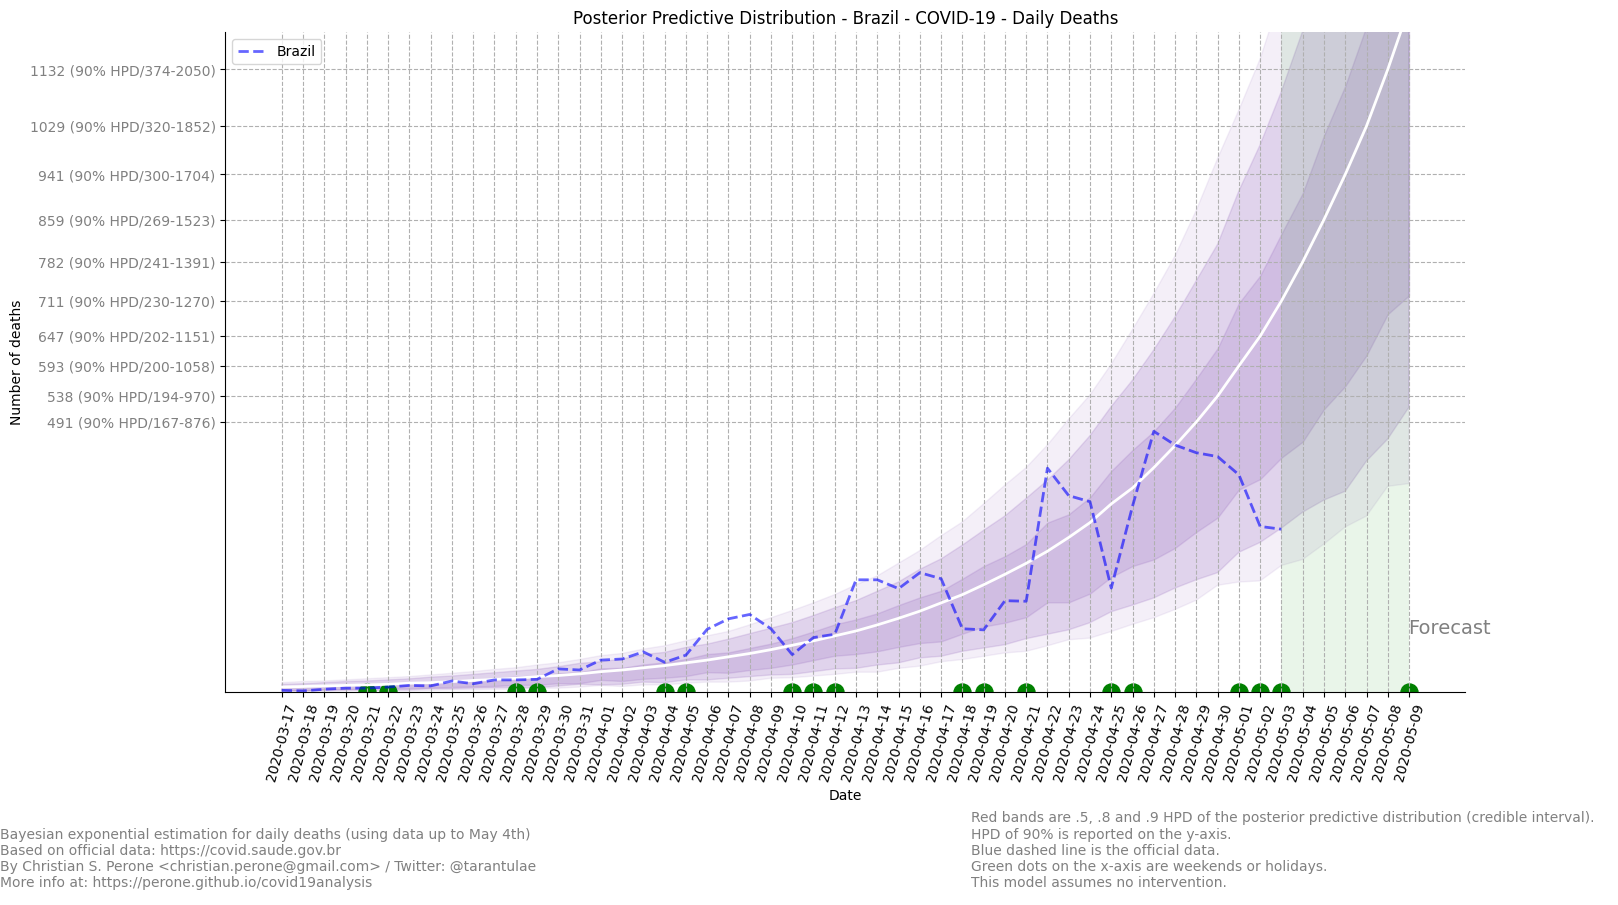 Posterior Predictive Distribution - Brazil - COVID-19 - Daily Deaths
Brazil
1132 (90% HPD/374-2050)
1029 (90% HPD/320-1852)
941 (90% HPD/300-1704)
859 (90% HPD/269-1523)
782 (90% HPD/241-1391)
711 (90% HPD/230-1270)
647 (90% HPD/202-1151)
593 (90% HPD/200-1058)
538 (90% HPD/194-970)
491 (90% HPD/167-876)
Number of deaths
Forecast
2020-03-17
2020-03-18
2020-03-19
2020-03-20
2020-03-21
2020-03-22
2020-03-23
2020-03-24
2020-03-25
2020-03-26
2020-03-27
2020-03-28
2020-03-29
2020-03-30
2020-03-31
2020-04-01
2020-04-02
2020-04-03
2020-04-04
2020-04-05
2020-04-06
2020-04-07
2020-04-08
2020-04-09
2020-04-10
2020-04-11
2020-04-12
2020-04-13
2020-04-14
2020-04-15
2020-04-16
2020-04-17
2020-04-18
2020-04-19
2020-04-20
2020-04-21
2020-04-22
2020-04-23
2020-04-24
2020-04-25
2020-04-26
2020-04-27
2020-04-28
2020-04-29
2020-04-30
2020-05-01
2020-05-02
2020-05-03
2020-05-04
2020-05-05
2020-05-06
2020-05-07
2020-05-08
2020-05-09
Date
Bayesian exponential estimation for daily deaths (using data up to May 4th)
Based on official data: https://covid.saude.gov.br
By Christian S. Perone <christian.perone@gmail.com> / Twitter: @tarantulae
More info at: https://perone.github.io/covid19analysis
Red bands are .5, .8 and .9 HPD of the posterior predictive distribution (credible interval).
HPD of 90% is reported on the y-axis.
Blue dashed line is the official data.
Green dots on the x-axis are weekends or holidays.
This model assumes no intervention.